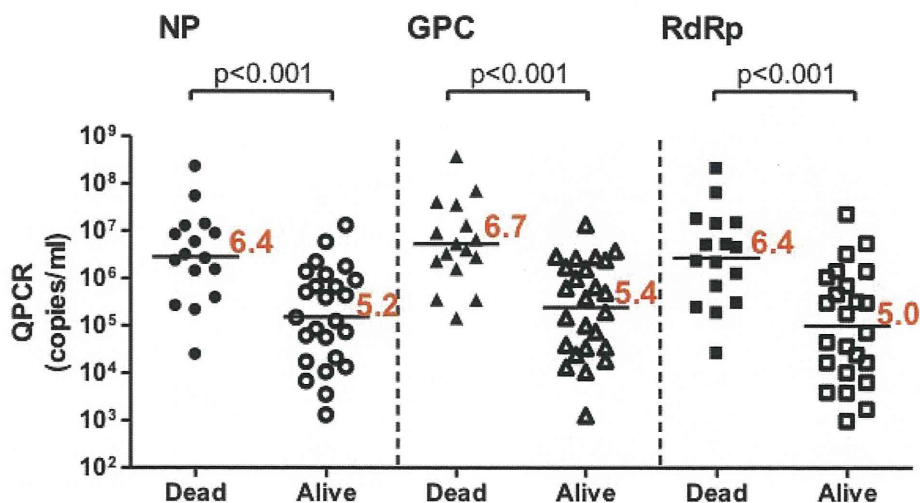 NP GPC RdRp
p<0.001 p<0.001 p<0.001
10⁹
10⁸
10⁷
10⁶
10⁵
10⁴
10³
10²
QPCR
(copies/ml)
6.4 5.2 6.7 5.4 6.4 5.0
Dead Alive Dead Alive Dead Alive